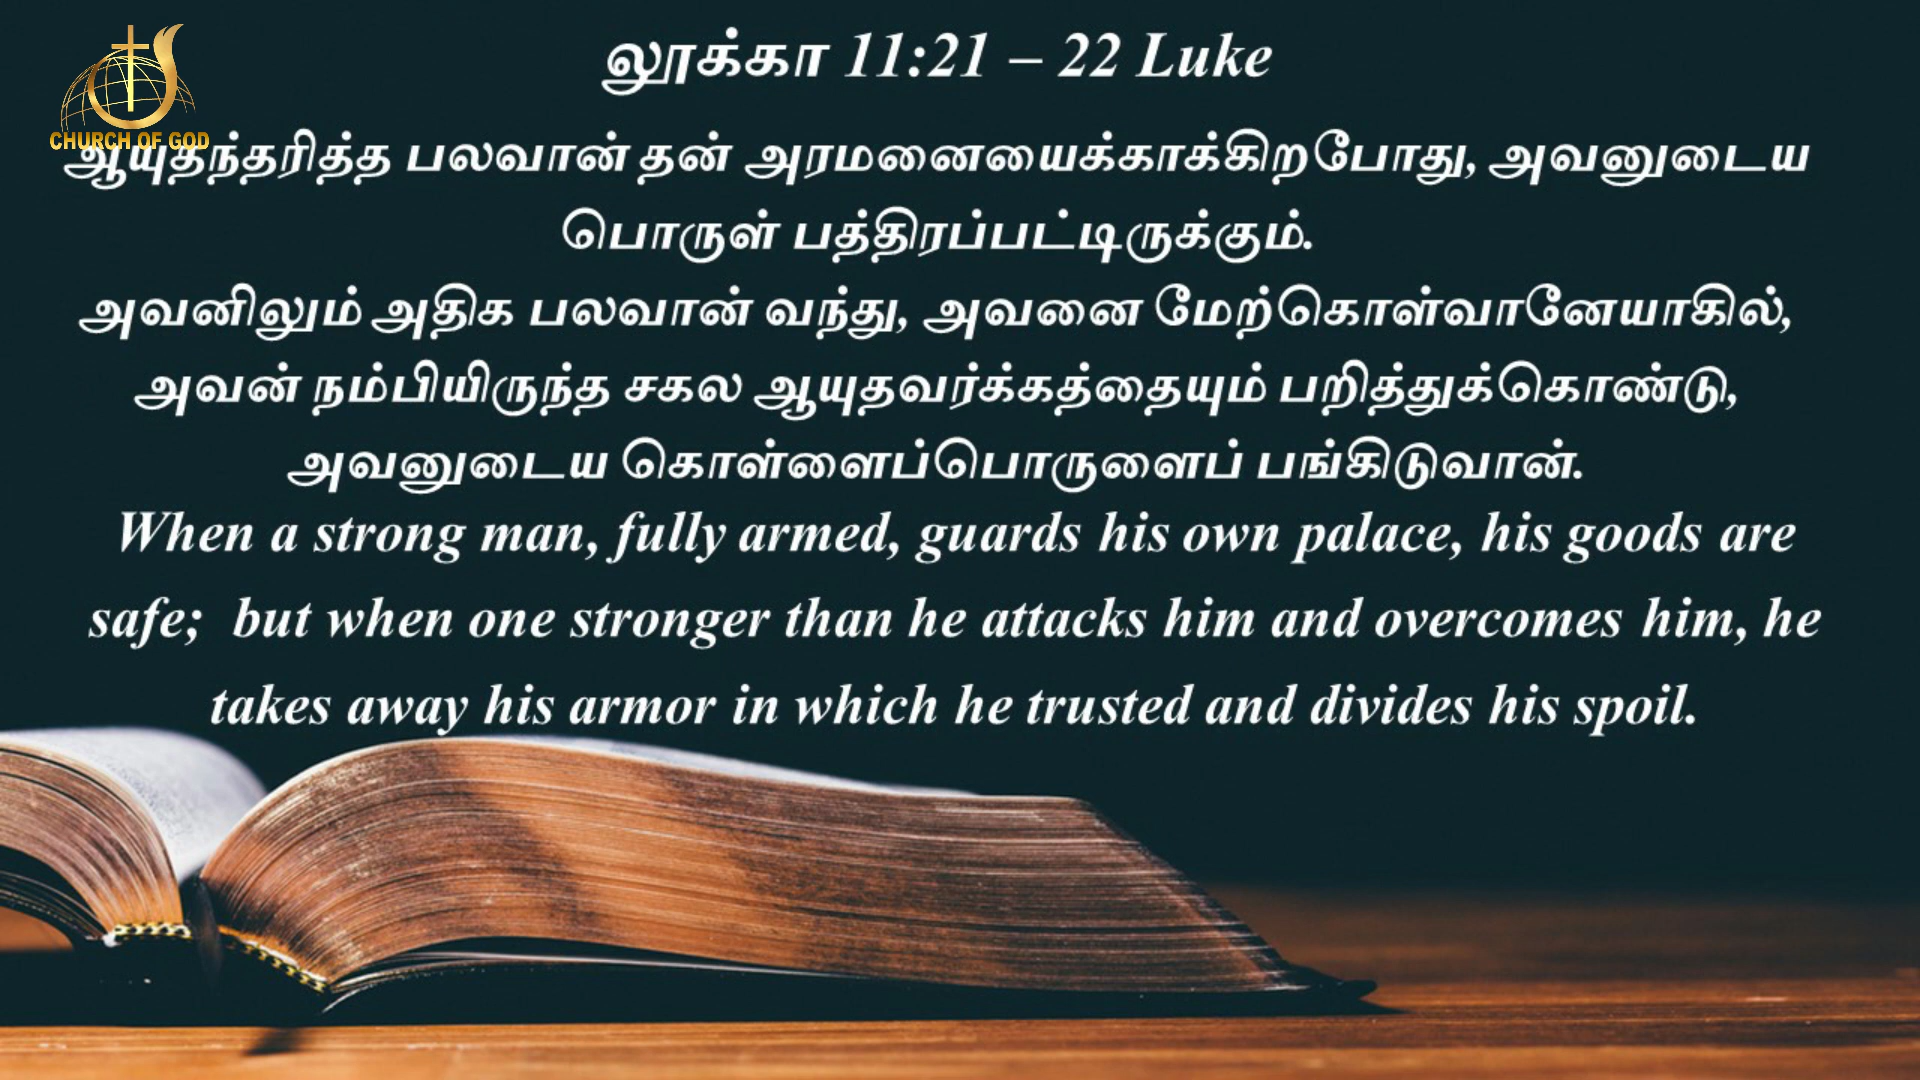 லூக்கா 11:21 – 22 Luke
CHURCH OF GOD
ஆயுதந்தரித்த பலவான் தன் அரமனையைக்காக்கிறபோது, அவனுடைய
பொருள் பத்திரப்பட்டிருக்கும்.
அவனிலும் அதிக பலவான் வந்து, அவனை மேற்கொள்வானேயாகில்,
அவன் நம்பியிருந்த சகல ஆயுதவர்க்கத்தையும் பறித்துக்கொண்டு,
அவனுடைய கொள்ளைப்பொருளைப் பங்கிடுவான்.
When a strong man, fully armed, guards his own palace, his goods are
safe; but when one stronger than he attacks him and overcomes him, he
takes away his armor in which he trusted and divides his spoil.